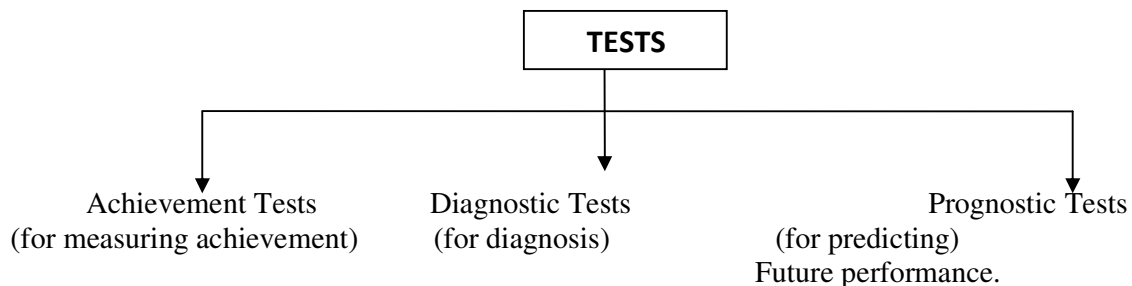 TESTS
Achievement Tests Diagnostic Tests Prognostic Tests
(for measuring achievement) (for diagnosis) (for predicting)
Future performance.